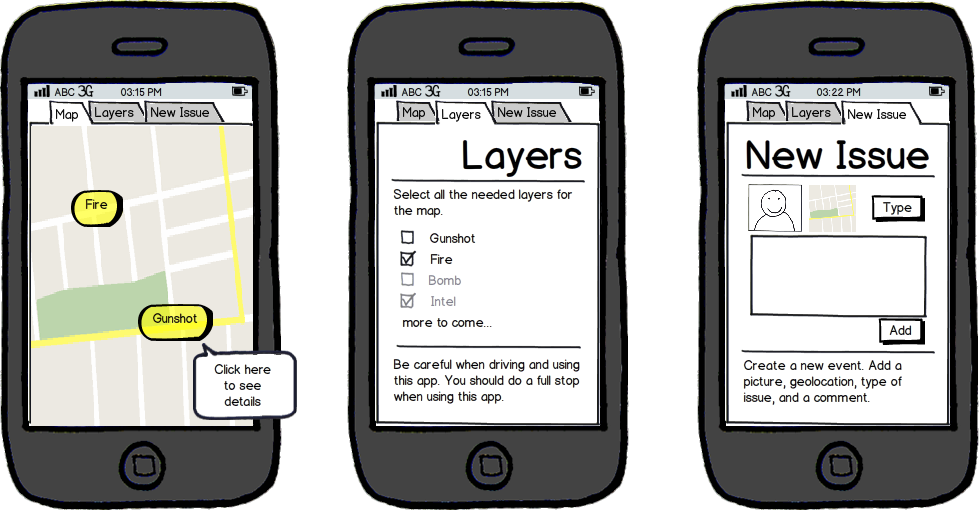 ABC 3G 03:15 PM
Map Layers New Issue
Fire
Gunshot
Click here
to see
details
ABC 3G 03:15 PM
Map Layers New Issue
Layers
Select all the needed layers for
the map.
Gunshot
Fire
Bomb
Intel
more to come...
Be careful when driving and using
this app. You should do a full stop
when using this app.
ABC 3G 03:22 PM
Map Layers New Issue
New Issue
Type
Add
Create a new event. Add a
picture, geolocation, type of
issue, and a comment.